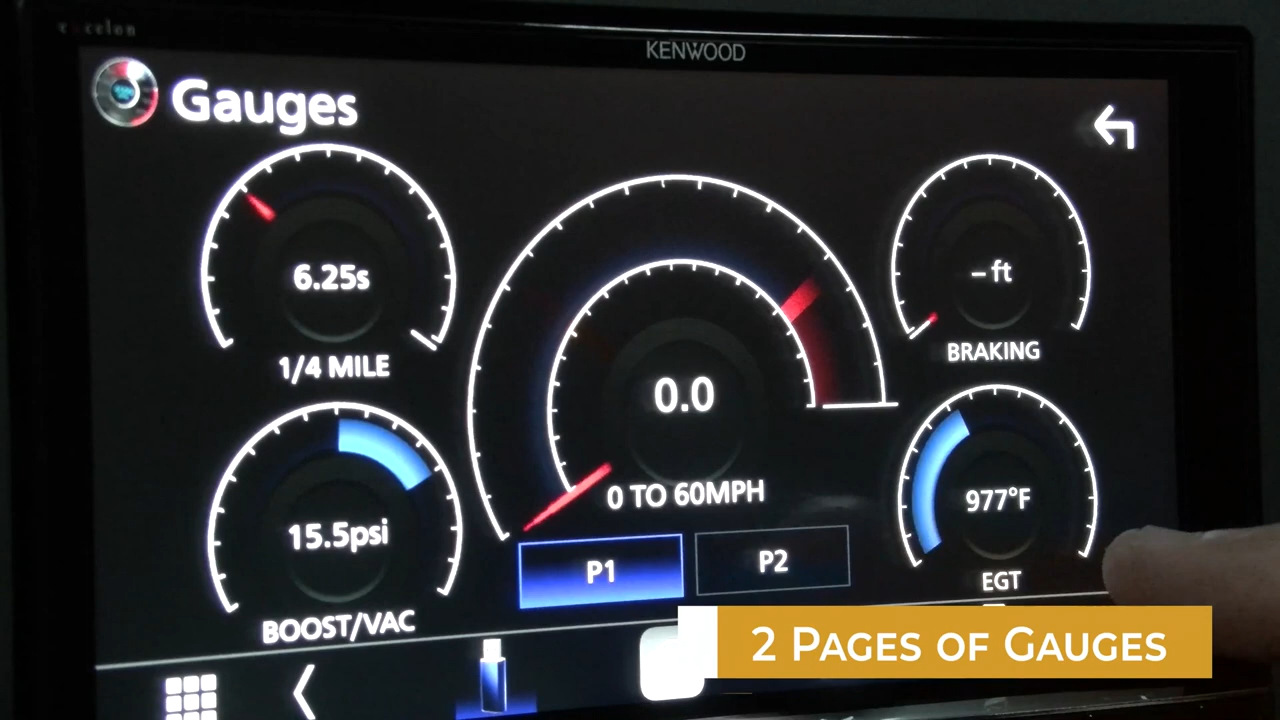 excelon
KENWOOD
Gauges
6.25s
1/4 MILE
– ft
BRAKING
0.0
0 TO 60MPH
15.5psi
BOOST/VAC
977°F
EGT
P1
P2
2 PAGES OF GAUGES